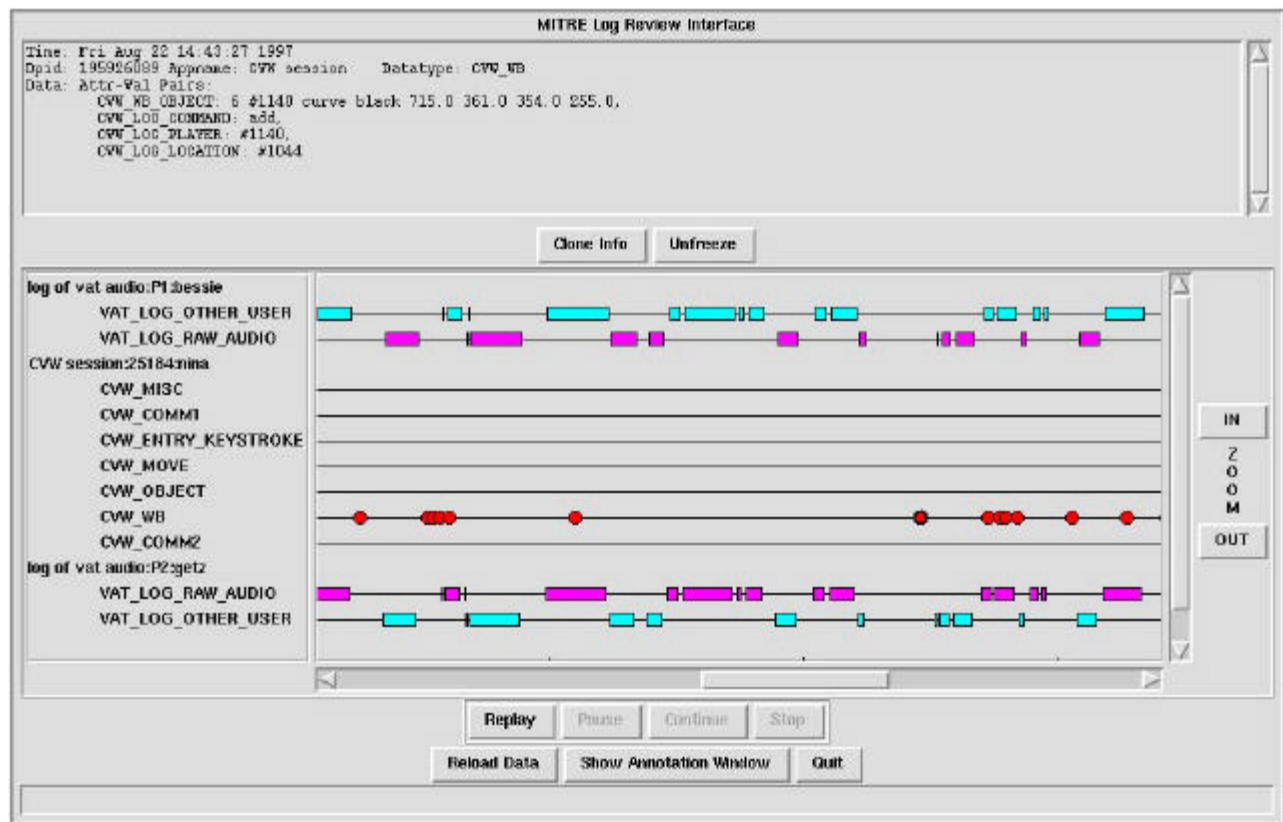 MITRE Log Review Interface
Time: Fri Aug 22 14:43:27 1997
Dpid: 195926089 Appname: CVW session Datatype: CVW_WB
Data: Attr-Val Pairs:
CVW_WB_OBJECT: 6 #1140 curve black 715.0 361.0 354.0 255.0,
CVW_LOG_COMMAND: add,
CVW_LOG_PLAYER: #1140,
CVW_LOG_LOCATION: #1044
Clone Info Unfreeze
log of vat audio:P1:bessie
VAT_LOG_OTHER_USER
VAT_LOG_RAW_AUDIO
CVW session:25184:nina
CVW_MISC
CVW_COMM1
CVW_ENTRY_KEYSTROKE
CVW_MOVE
CVW_OBJECT
CVW_WB
CVW_COMM2
log of vat audio:P2:getz
VAT_LOG_RAW_AUDIO
VAT_LOG_OTHER_USER
IN
ZOOM
OUT
Replay Pause Continue Stop
Reload Data Show Annotation Window Quit